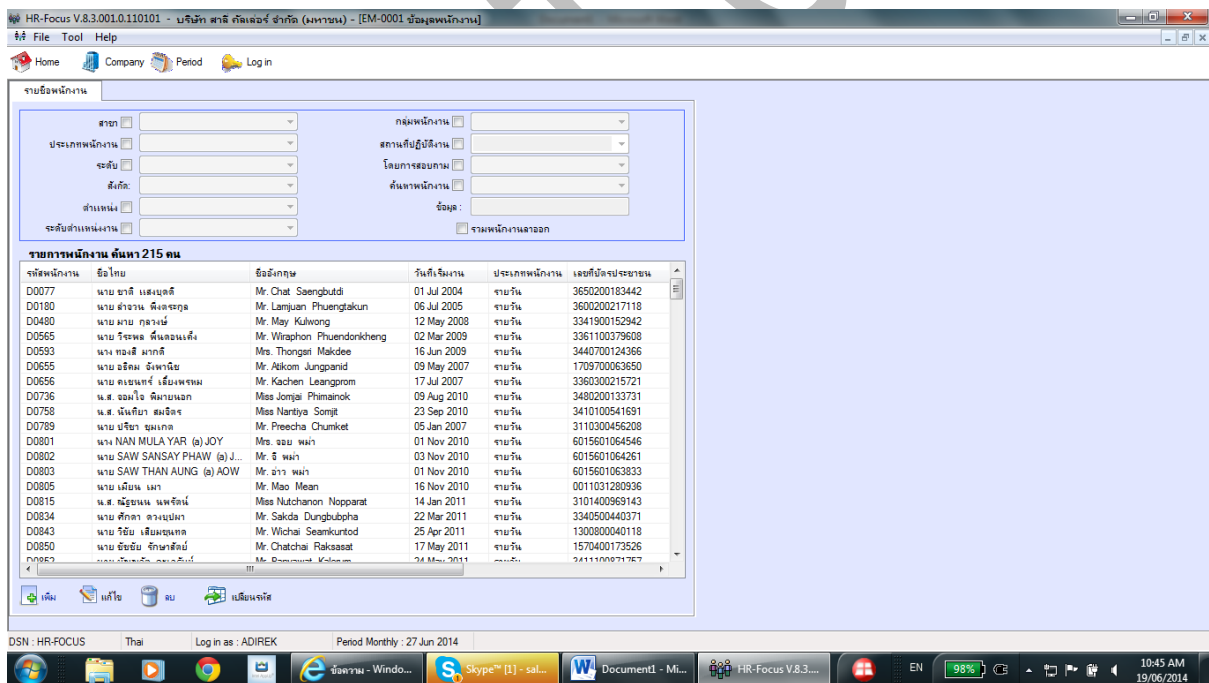 HR-Focus V.8.3.001.0.110101 - บริษัท สาลี่ คัลเล่อร์ จำกัด (มหาชน) - [EM-0001 ข้อมูลพนักงาน]
File Tool Help
Home Company Period Log in
รายชื่อพนักงาน
สาขา กลุ่มพนักงาน
ประเภทพนักงาน สถานที่ปฏิบัติงาน
ระดับ โดยการสอบถาม
สังกัด: ค้นหาพนักงาน
ตำแหน่ง ข้อมูล :
ระดับตำแหน่งงาน รวมพนักงานลาออก
รายการพนักงาน ค้นหา 215 คน
รหัสพนักงาน ชื่อไทย ชื่ออังกฤษ วันที่เริ่มงาน ประเภทพนักงาน เลขที่บัตรประชาชน
D0077 นาย ชาติ แสงบุดดี Mr. Chat Saengbutdi 01 Jul 2004 รายวัน 3650200183442
D0180 นาย ลำจวน พึ่งตระกูล Mr. Lamjuan Phuengtakun 06 Jul 2005 รายวัน 3600200217118
D0480 นาย มาย กุลวงษ์ Mr. May Kulwong 12 May 2008 รายวัน 3341900152942
D0565 นาย วิระพล พื้นดอนเค็ง Mr. Wiraphon Phuendonkheng 02 Mar 2009 รายวัน 3361100379608
D0593 นาง ทองสี มากดี Mrs. Thongsri Makdee 16 Jun 2009 รายวัน 3440700124366
D0655 นาย อธิคม จังพานิช Mr. Atikom Jungpanid 09 May 2007 รายวัน 1709700063650
D0656 นาย คเชนทร์ เลี่ยงพรหม Mr. Kachen Leangprom 17 Jul 2007 รายวัน 3360300215721
D0736 น.ส. จอมใจ พิมายนอก Miss Jomjai Phimainok 09 Aug 2010 รายวัน 3480200133731
D0758 น.ส. นันทิยา สมจิตร Miss Nantiya Somjit 23 Sep 2010 รายวัน 3410100541691
D0789 นาย ปรีชา ชุมเกต Mr. Preecha Chumket 05 Jan 2007 รายวัน 3110300456208
D0801 นาง NAN MULA YAR (a) JOY Mrs. จอย พม่า 01 Nov 2010 รายวัน 6015601064546
D0802 นาย SAW SANSAY PHAW (a) J... Mr. จิ พม่า 03 Nov 2010 รายวัน 6015601064261
D0803 นาย SAW THAN AUNG (a) AOW Mr. อ่าว พม่า 01 Nov 2010 รายวัน 6015601063833
D0805 นาย เมียน เมา Mr. Mao Mean 16 Nov 2010 รายวัน 0011031280936
D0815 น.ส. ณัฐชนน นพรัตน์ Miss Nutchanon Nopparat 14 Jan 2011 รายวัน 3101400969143
D0834 นาย ศักดา ดวงบุปผา Mr. Sakda Dungbubpha 22 Mar 2011 รายวัน 3340500440371
D0843 นาย วิชัย เสียมขุนทด Mr. Wichai Seamkuntod 25 Apr 2011 รายวัน 1300800040118
D0850 นาย ชัยชัย รักษาสัตย์ Mr. Chatchai Raksasat 17 May 2011 รายวัน 1570400173526
D0852 Mr. Kalorum 24 May 2011 รายวัน 3411100871757
เพิ่ม แก้ไข ลบ เปลี่ยนรหัส
DSN : HR-FOCUS Thai Log in as : ADIREK Period Monthly : 27 Jun 2014
ข้อความ - Windo... Skype™ [1] - sal... Document1 - Mi... HR-Focus V.8.3.... EN 98% 10:45 AM
19/06/2014